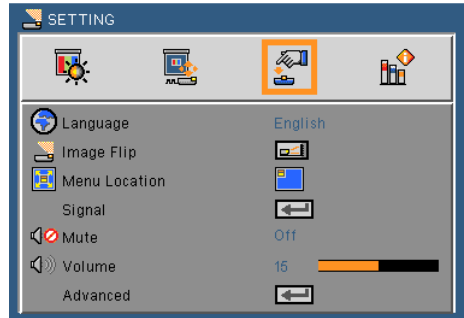 SETTING
Language English
Image Flip
Menu Location
Signal
Mute Off
Volume 15
Advanced